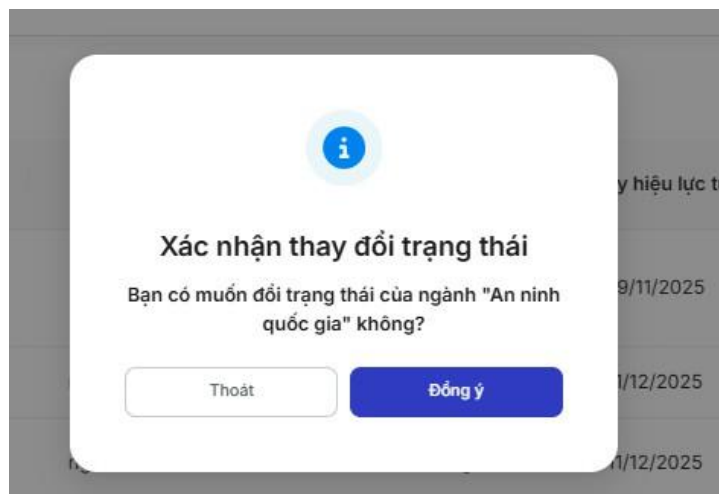 y hiệu lực t
Xác nhận thay đổi trạng thái
Bạn có muốn đổi trạng thái của ngành "An ninh
quốc gia" không?
9/11/2025
Thoát
Đồng ý
1/12/2025
11/12/2025